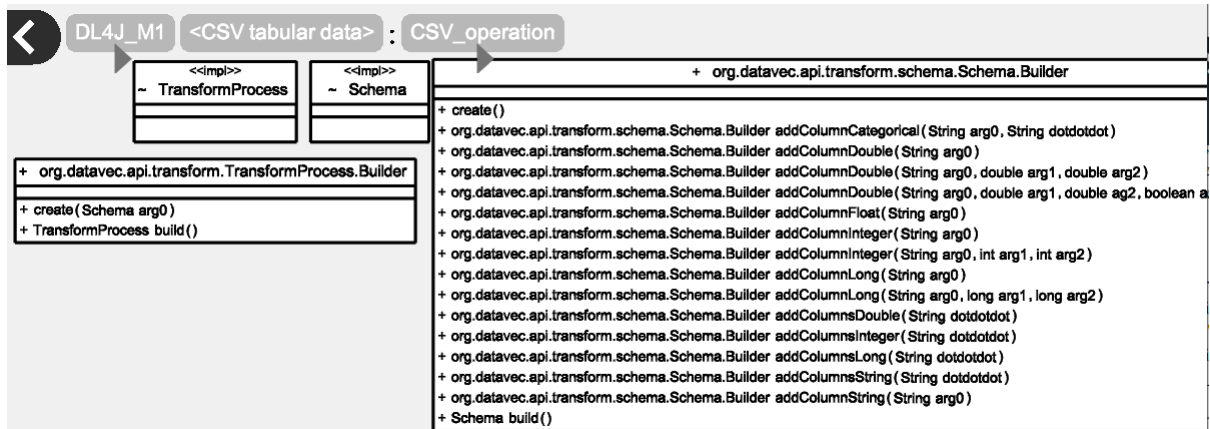 DL4J_M1 <CSV tabular data> : CSV_operation
<<impl>>
~ TransformProcess
<<impl>>
~ Schema
+ org.datavec.api.transform.TransformProcess.Builder
+ create(Schema arg0)
+ TransformProcess build()
+ org.datavec.api.transform.schema.Schema.Builder
+ create()
+ org.datavec.api.transform.schema.Schema.Builder addColumnCategorical(String arg0, String dotdotdot)
+ org.datavec.api.transform.schema.Schema.Builder addColumnDouble(String arg0)
+ org.datavec.api.transform.schema.Schema.Builder addColumnDouble(String arg0, double arg1, double arg2)
+ org.datavec.api.transform.schema.Schema.Builder addColumnDouble(String arg0, double arg1, double ag2, boolean a
+ org.datavec.api.transform.schema.Schema.Builder addColumnFloat(String arg0)
+ org.datavec.api.transform.schema.Schema.Builder addColumnInteger(String arg0)
+ org.datavec.api.transform.schema.Schema.Builder addColumnInteger(String arg0, int arg1, int arg2)
+ org.datavec.api.transform.schema.Schema.Builder addColumnLong(String arg0)
+ org.datavec.api.transform.schema.Schema.Builder addColumnLong(String arg0, long arg1, long arg2)
+ org.datavec.api.transform.schema.Schema.Builder addColumnsDouble(String dotdotdot)
+ org.datavec.api.transform.schema.Schema.Builder addColumnsInteger(String dotdotdot)
+ org.datavec.api.transform.schema.Schema.Builder addColumnsLong(String dotdotdot)
+ org.datavec.api.transform.schema.Schema.Builder addColumnsString(String dotdotdot)
+ org.datavec.api.transform.schema.Schema.Builder addColumnString(String arg0)
+ Schema build()